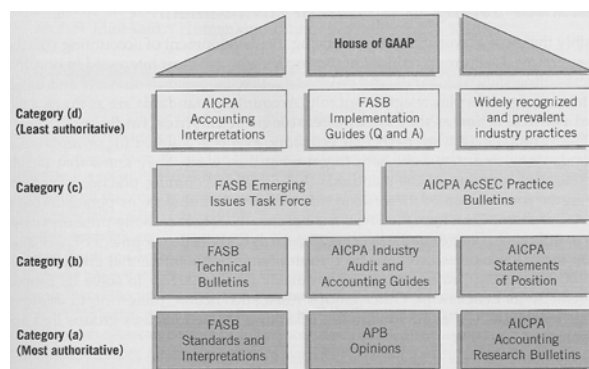 House of GAAP
Category (d)
(Least authoritative)
AICPA
Accounting
Interpretations
FASB
Implementation
Guides (Q and A)
Widely recognized
and prevalent
industry practices
Category (c)
FASB Emerging
Issues Task Force
AICPA AcSEC Practice
Bulletins
Category (b)
FASB
Technical
Bulletins
AICPA Industry
Audit and
Accounting Guides
AICPA
Statements
of Position
Category (a)
(Most authoritative)
FASB
Standards and
Interpretations
APB
Opinions
AICPA
Accounting
Research Bulletins